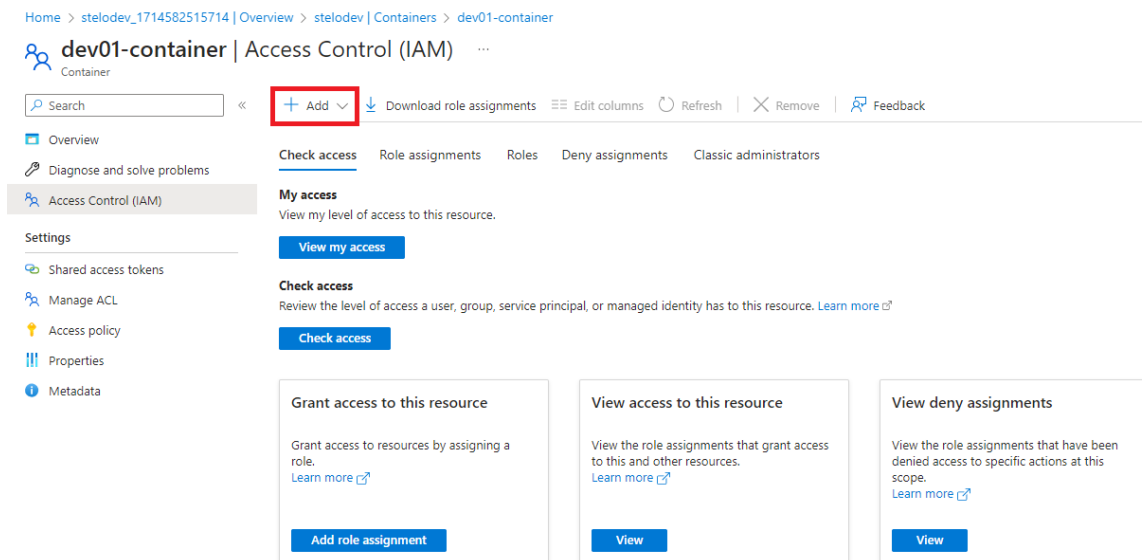 Home > stelodev_1714582515714 | Overview > stelodev | Containers > dev01-container
dev01-container | Access Control (IAM) ...
Container
Search «
+ Add Download role assignments Edit columns Refresh Remove Feedback
Overview
Diagnose and solve problems
Access Control (IAM)
Settings
Shared access tokens
Manage ACL
Access policy
Properties
Metadata
Check access Role assignments Roles Deny assignments Classic administrators
My access
View my level of access to this resource.
View my access
Check access
Review the level of access a user, group, service principal, or managed identity has to this resource. Learn more
Check access
Grant access to this resource
Grant access to resources by assigning a
role.
Learn more
Add role assignment
View access to this resource
View the role assignments that grant access
to this and other resources.
Learn more
View
View deny assignments
View the role assignments that have been
denied access to specific actions at this
scope.
Learn more
View